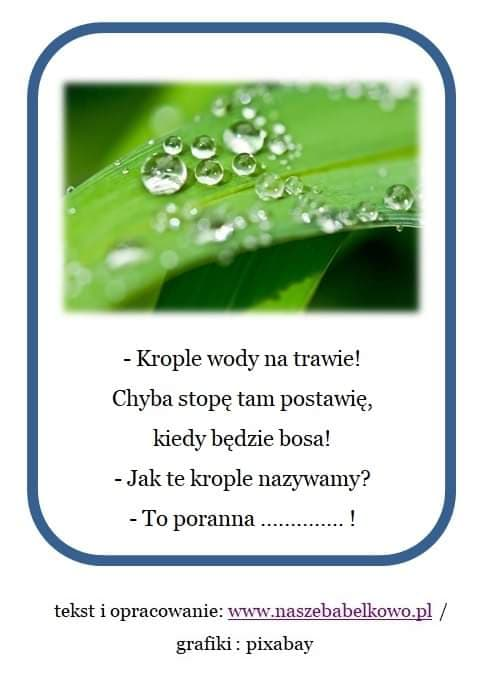 - Krople wody na trawie!
Chyba stopę tam postawię,
kiedy będzie bosa!
- Jak te krople nazywamy?
- To poranna .............. !
tekst i opracowanie: www.naszebabelkowo.pl /
grafiki : pixabay